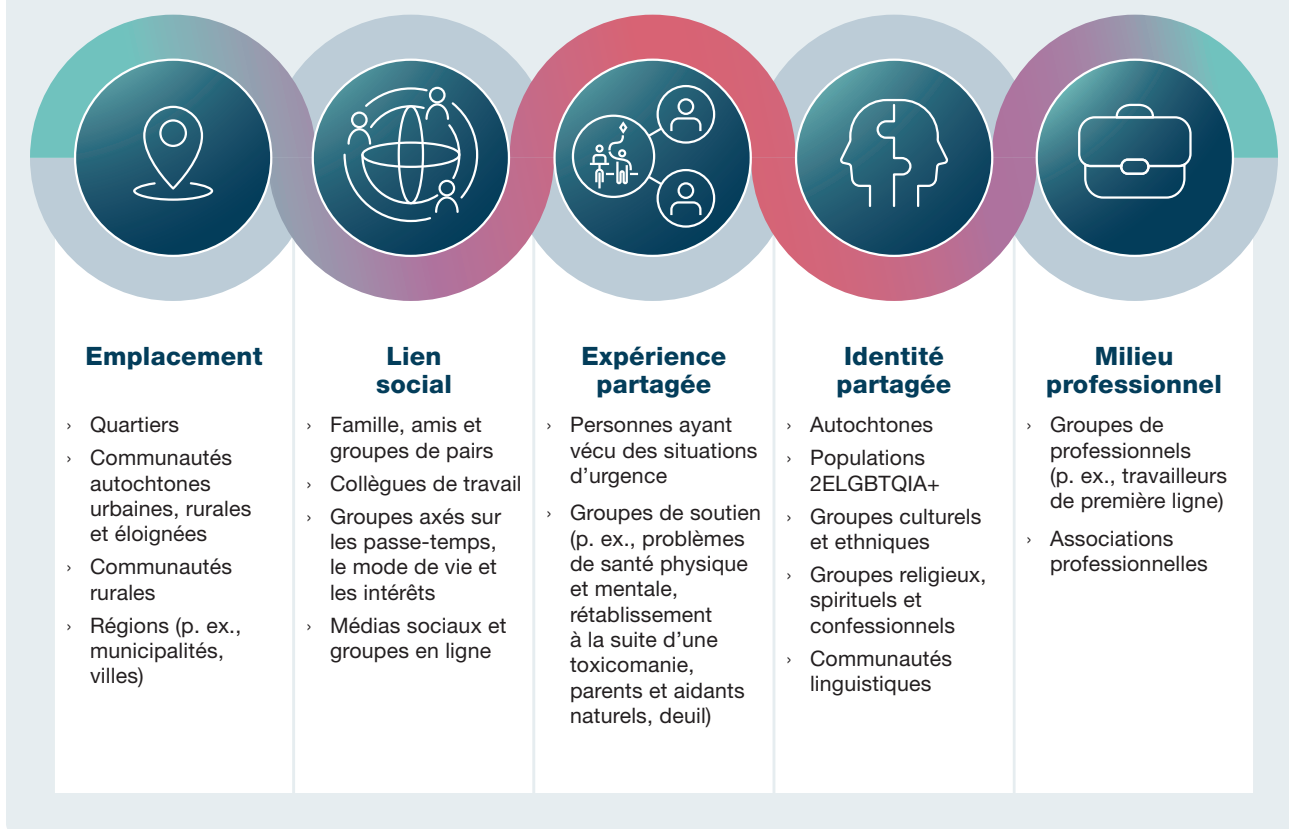 Emplacement
› Quartiers
› Communautés
autochtones
urbaines, rurales
et éloignées
› Communautés
rurales
› Régions (p. ex.,
municipalités,
villes)
Lien
social
› Famille, amis et
groupes de pairs
› Collègues de travail
› Groupes axés sur
les passe-temps,
le mode de vie et
les intérêts
› Médias sociaux et
groupes en ligne
Expérience
partagée
› Personnes ayant
vécu des situations
d’urgence
› Groupes de soutien
(p. ex., problèmes
de santé physique
et mentale,
rétablissement
à la suite d’une
toxicomanie,
parents et aidants
naturels, deuil)
Identité
partagée
› Autochtones
› Populations
2ELGBTQIA+
› Groupes culturels
et ethniques
› Groupes religieux,
spirituels et
confessionnels
› Communautés
linguistiques
Milieu
professionnel
› Groupes de
professionnels
(p. ex., travailleurs
de première ligne)
› Associations
professionnelles